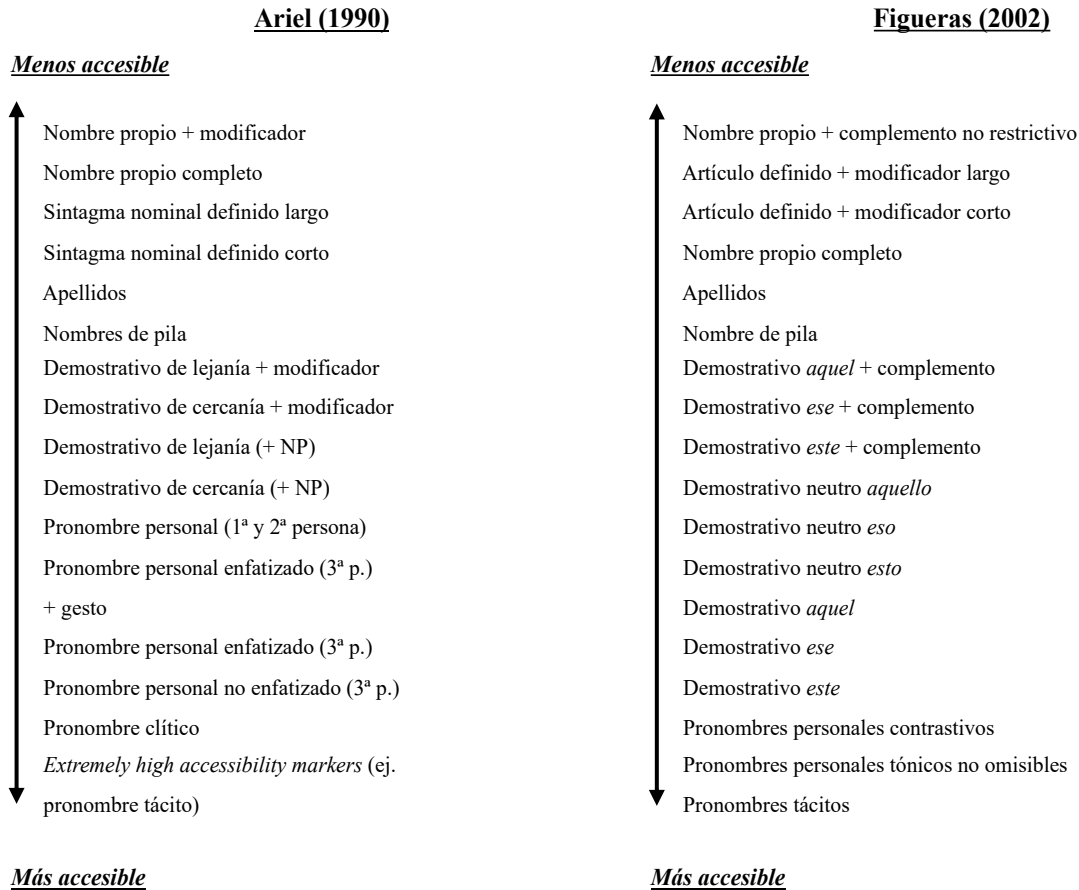 Ariel (1990)
Menos accesible
Nombre propio + modificador
Nombre propio completo
Sintagma nominal definido largo
Sintagma nominal definido corto
Apellidos
Nombres de pila
Demostrativo de lejanía + modificador
Demostrativo de cercanía + modificador
Demostrativo de lejanía (+ NP)
Demostrativo de cercanía (+ NP)
Pronombre personal (1ª y 2ª persona)
Pronombre personal enfatizado (3ª p.)
+ gesto
Pronombre personal enfatizado (3ª p.)
Pronombre personal no enfatizado (3ª p.)
Pronombre clítico
Extremely high accessibility markers (ej.
pronombre tácito)
Más accesible
Figueras (2002)
Menos accesible
Nombre propio + complemento no restrictivo
Artículo definido + modificador largo
Artículo definido + modificador corto
Nombre propio completo
Apellidos
Nombre de pila
Demostrativo aquel + complemento
Demostrativo ese + complemento
Demostrativo este + complemento
Demostrativo neutro aquello
Demostrativo neutro eso
Demostrativo neutro esto
Demostrativo aquel
Demostrativo ese
Demostrativo este
Pronombres personales contrastivos
Pronombres personales tónicos no omisibles
Pronombres tácitos
Más accesible